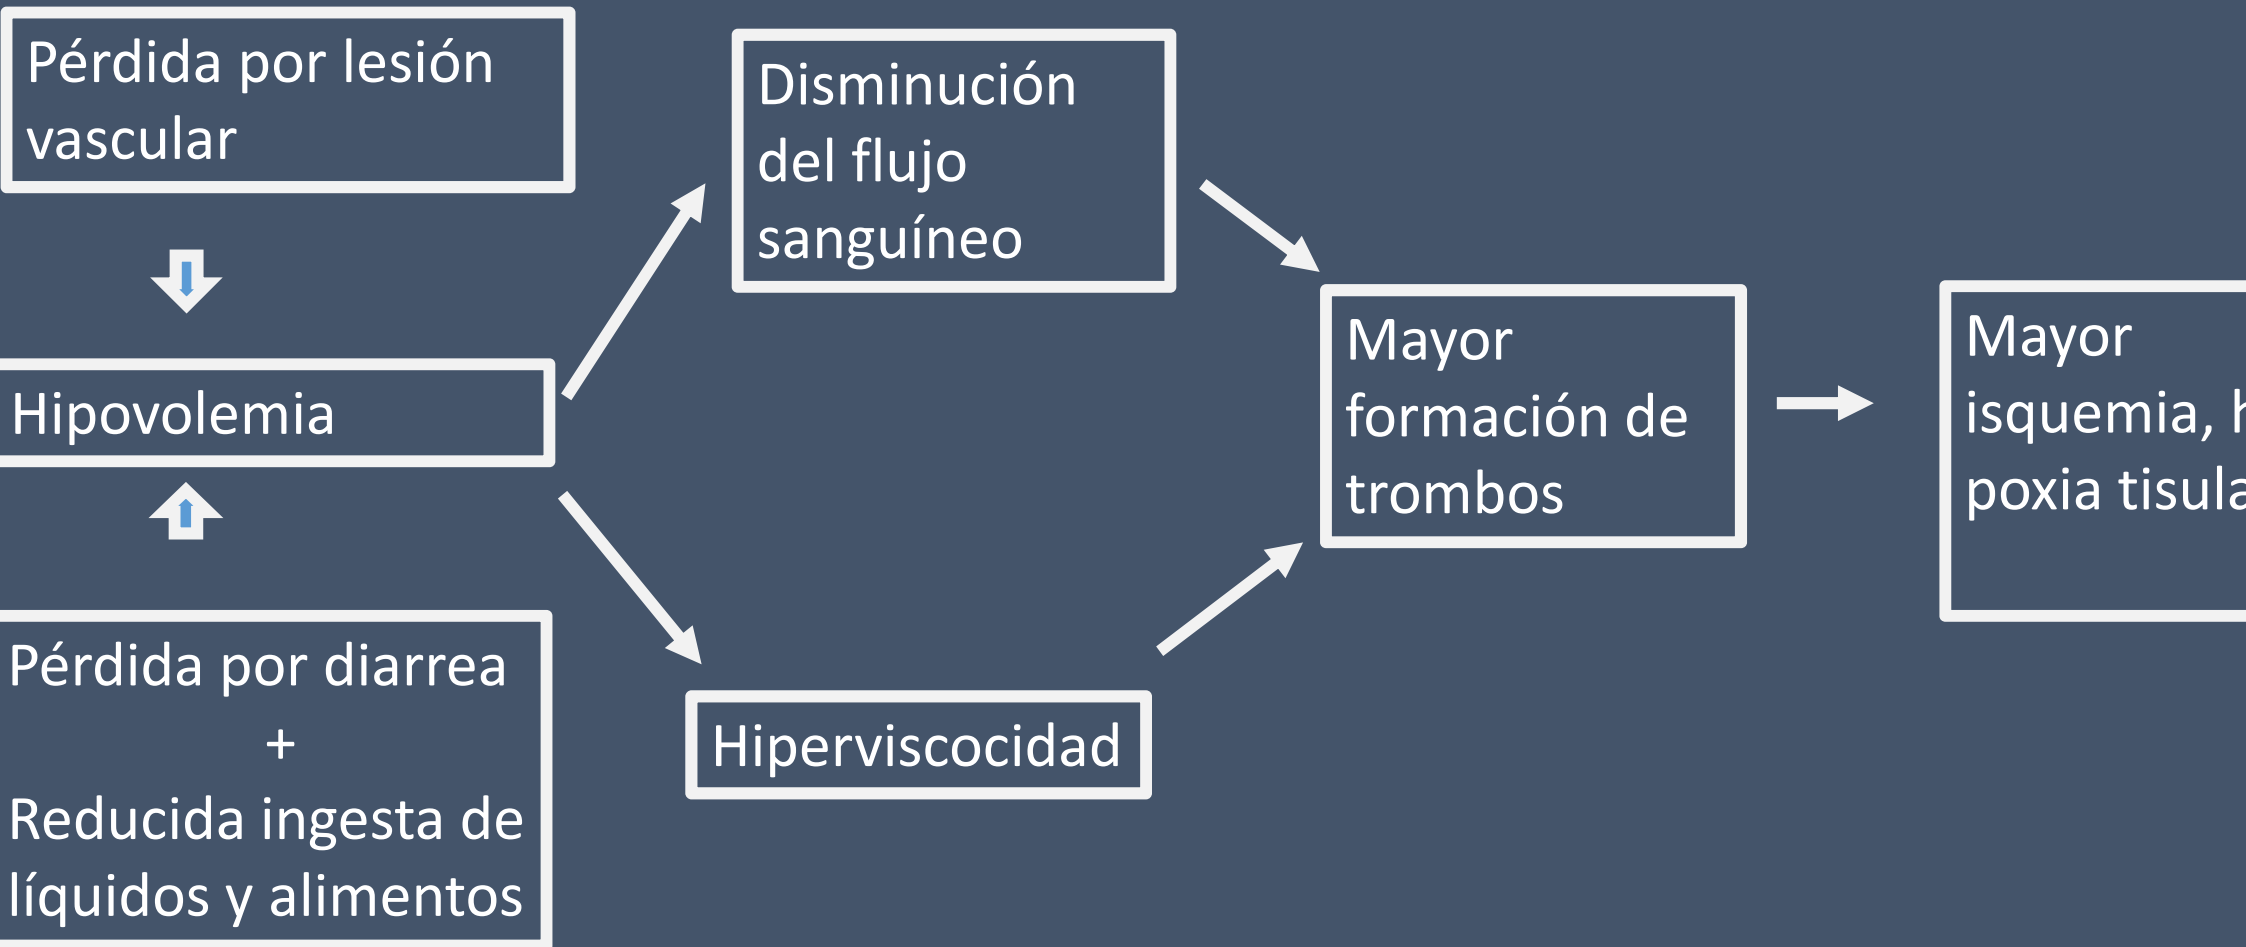 Pérdida por lesión
vascular
Disminución
del flujo
sanguíneo
Hipovolemia
Mayor
formación de
trombos
Mayor
isquemia,
poxia
Pérdida por diarrea
+
Reducida ingesta de
líquidos y alimentos
Hiperviscocidad